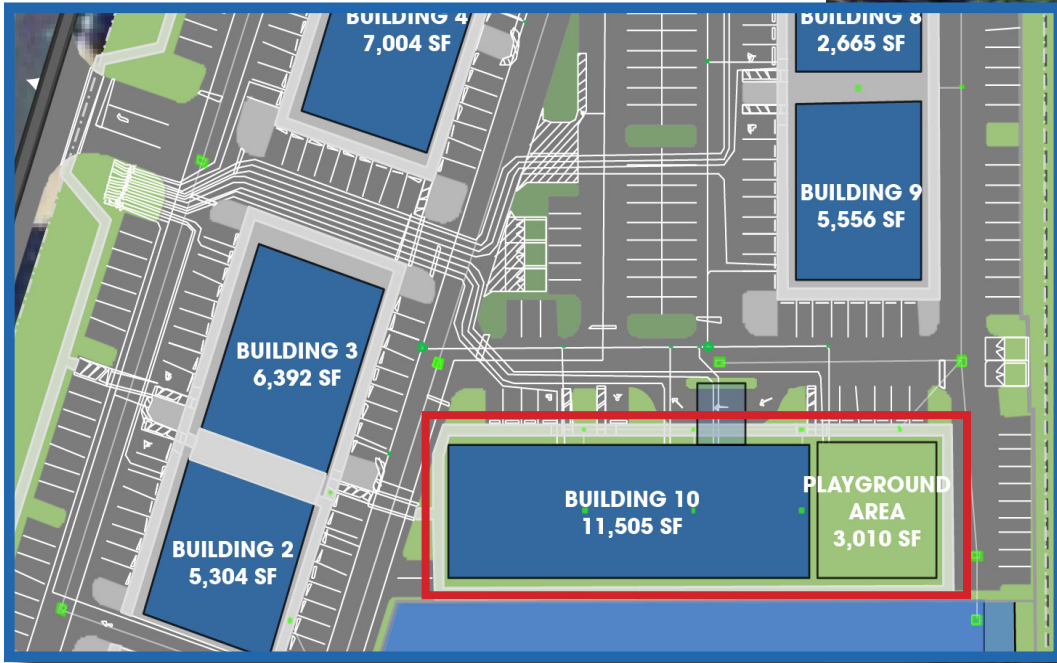 BUILDING 4
7,004 SF
BUILDING 8
2,665 SF
BUILDING 9
5,556 SF
BUILDING 3
6,392 SF
BUILDING 10
11,505 SF
PLAYGROUND
AREA
3,010 SF
BUILDING 2
5,304 SF